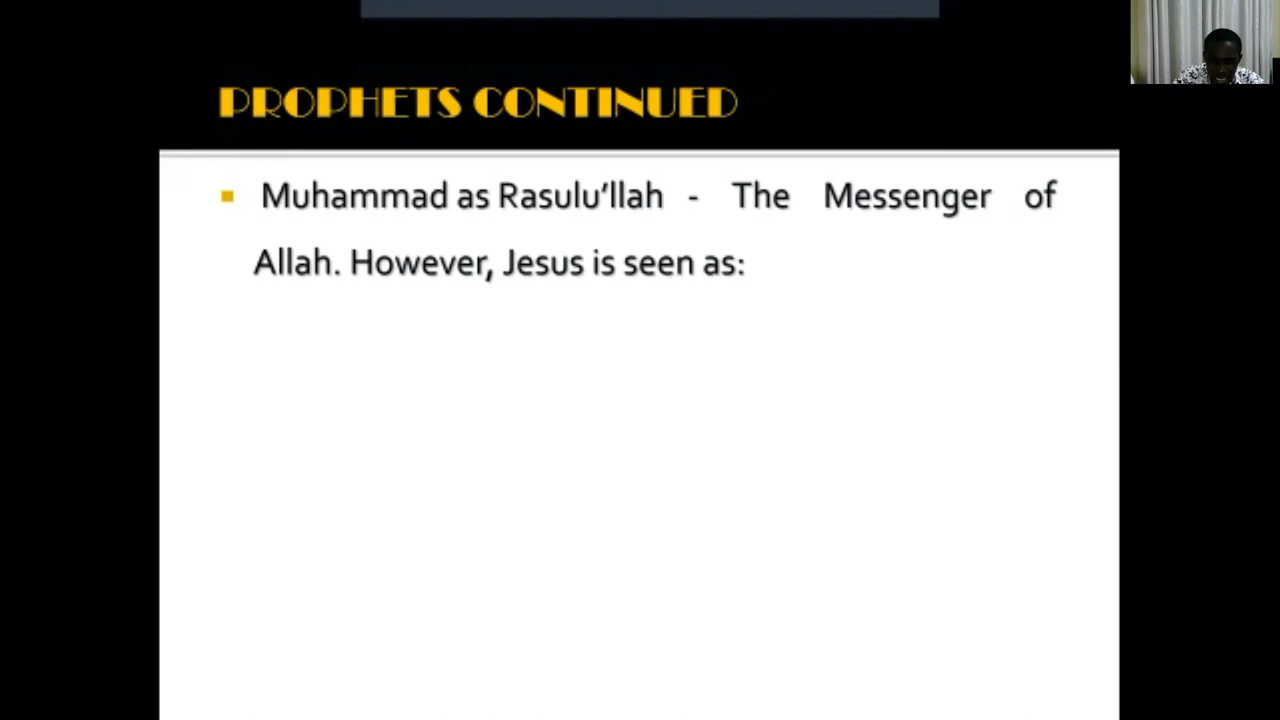 PROPHETS CONTINUED
▪ Muhammad as Rasulu’llah - The Messenger of
Allah. However, Jesus is seen as: